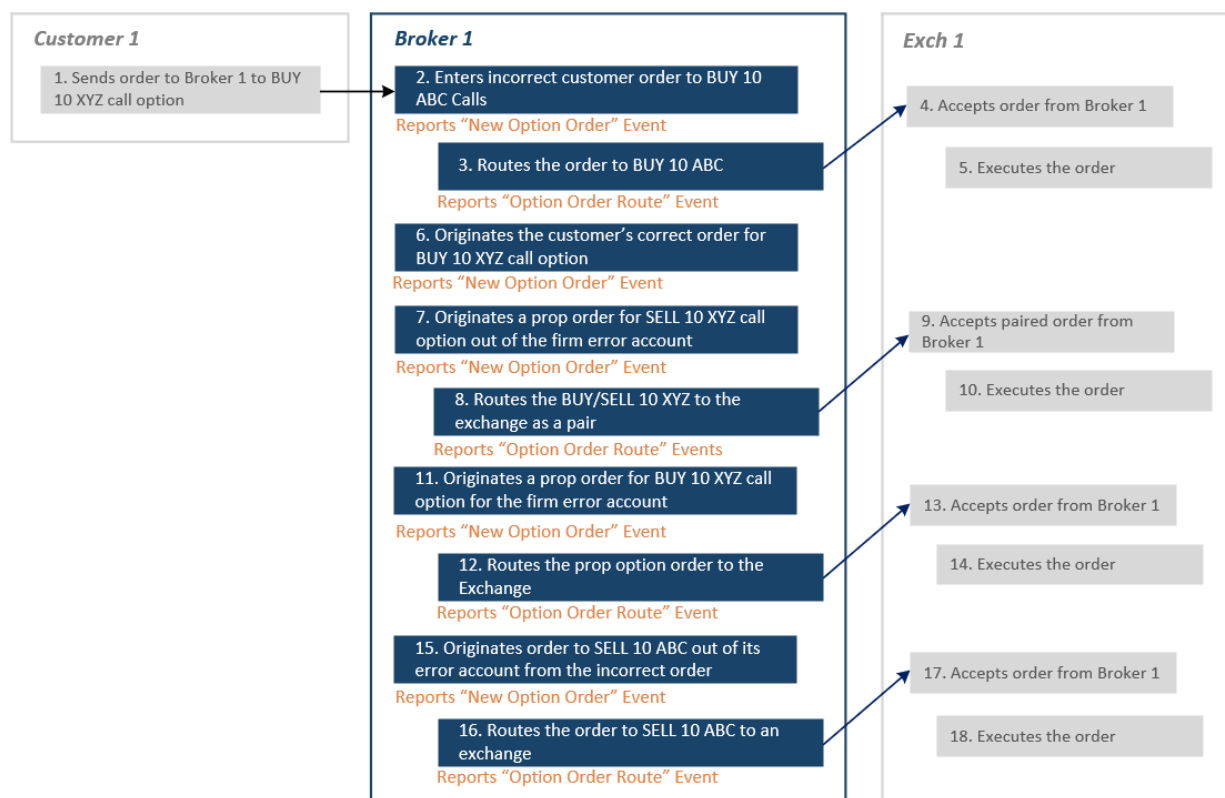 Customer 1
1. Sends order to Broker 1 to BUY
10 XYZ call option
Broker 1
2. Enters incorrect customer order to BUY 10
ABC Calls
Reports “New Option Order” Event
3. Routes the order to BUY 10 ABC
Reports “Option Order Route” Event
6. Originates the customer’s correct order for
BUY 10 XYZ call option
Reports “New Option Order” Event
7. Originates a prop order for SELL 10 XYZ call
option out of the firm error account
Reports “New Option Order” Event
8. Routes the BUY/SELL 10 XYZ to the
exchange as a pair
Reports “Option Order Route” Events
11. Originates a prop order for BUY 10 XYZ call
option for the firm error account
Reports “New Option Order” Event
12. Routes the prop option order to the
Exchange
Reports “Option Order Route” Event
15. Originates order to SELL 10 ABC out of its
error account from the incorrect order
Reports “New Option Order” Event
16. Routes the order to SELL 10 ABC to an
exchange
Reports “Option Order Route” Event
Exch 1
4. Accepts order from Broker 1
5. Executes the order
9. Accepts paired order from
Broker 1
10. Executes the order
13. Accepts order from Broker 1
14. Executes the order
17. Accepts order from Broker 1
18. Executes the order